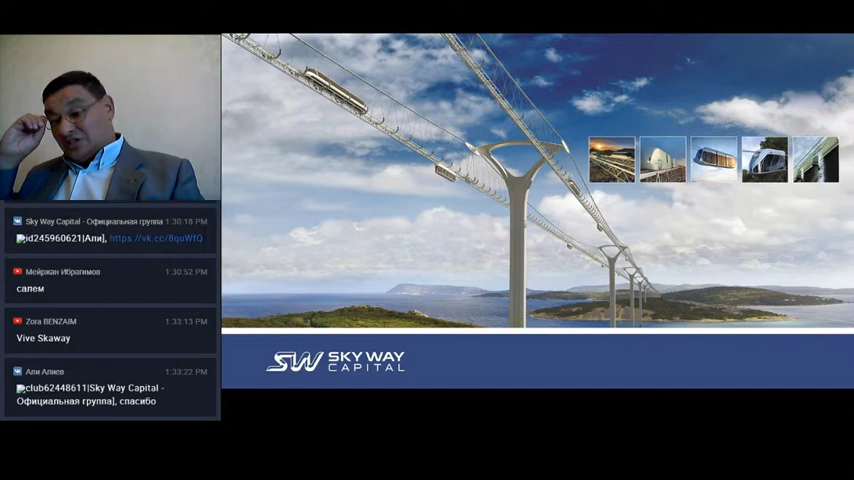 Sky Way Capital - Официальная группа 1:30:18 PM
id245960621|Али], https://vk.cc/8quWfQ
Мейржан Ибрагимов 1:30:52 PM
салем
Zora BENZAIM 1:33:13 PM
Vive Skaway
Али Алиев 1:33:22 PM
club62448611|Sky Way Capital -
Официальная группа], спасибо
SW SKY WAY
CAPITAL